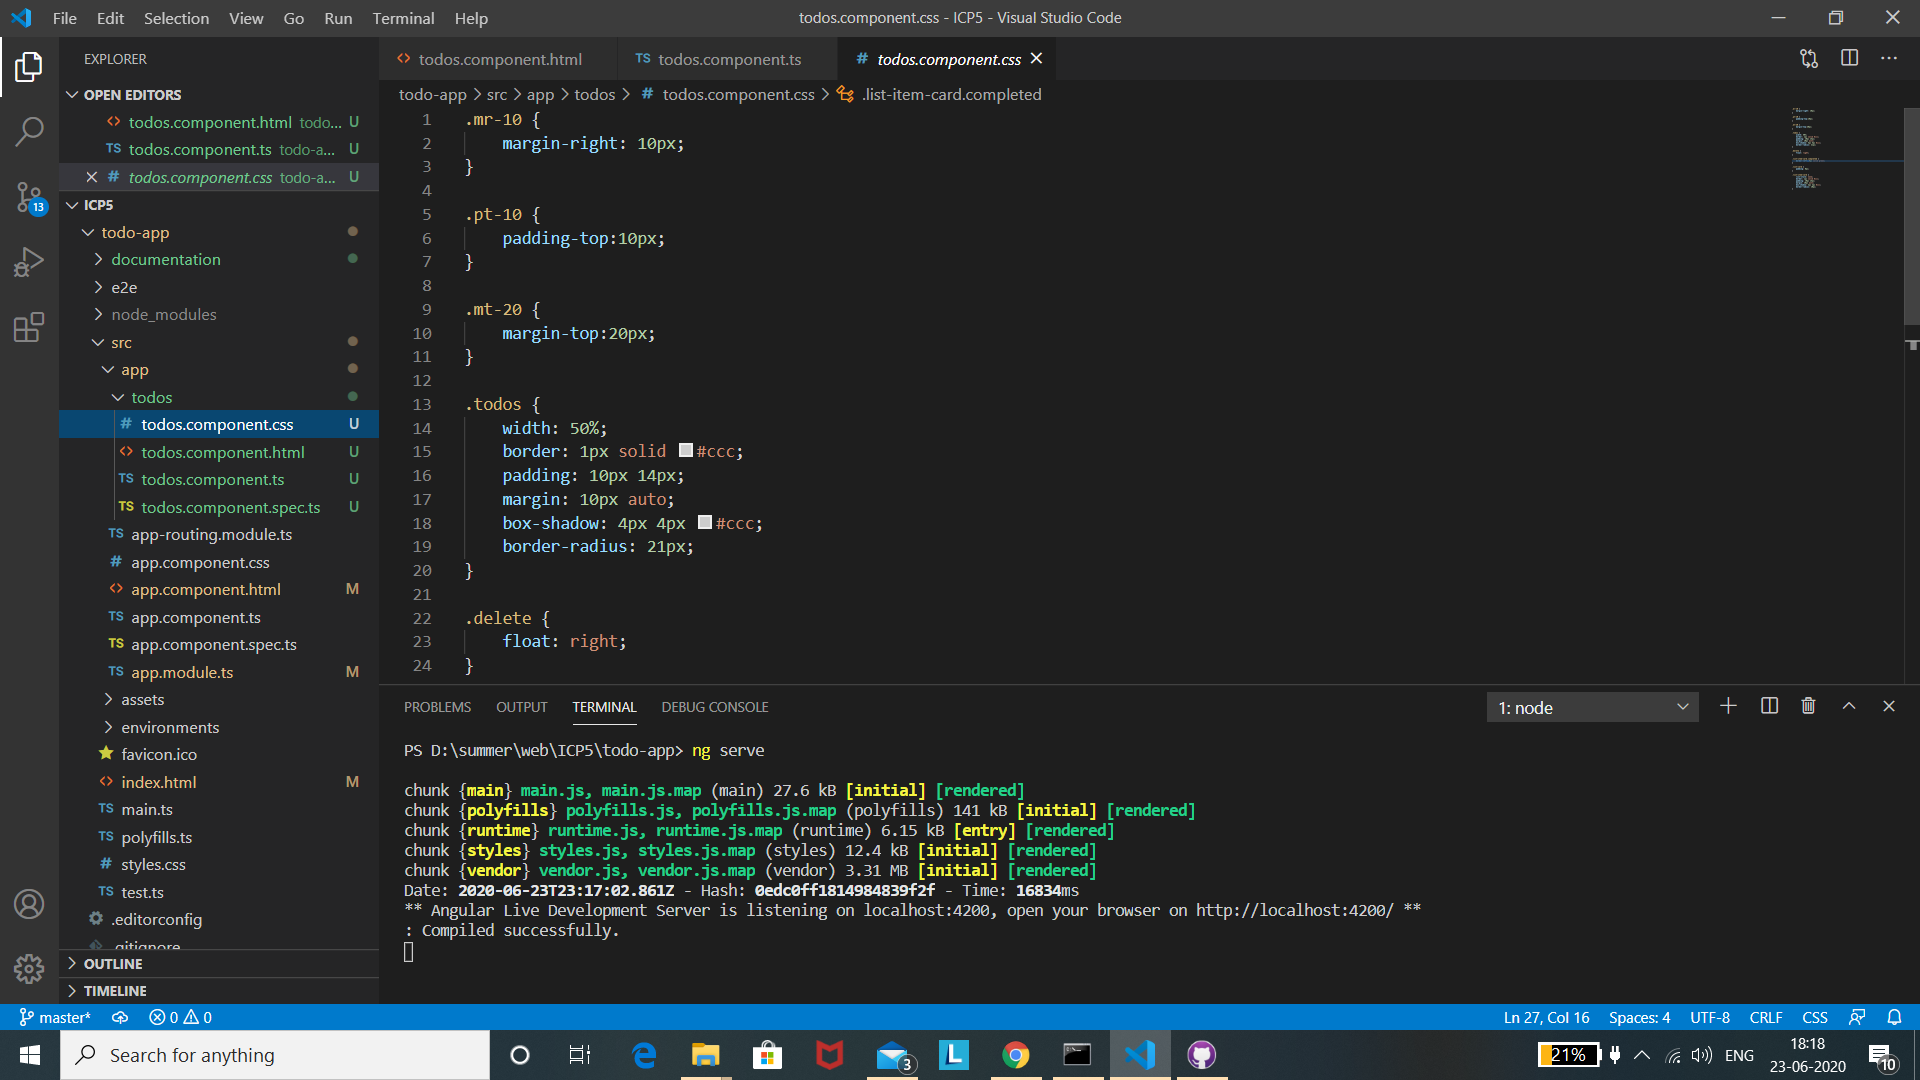 File Edit Selection View Go Run Terminal Help
todos.component.css - ICP5 - Visual Studio Code
EXPLORER
OPEN EDITORS
todos.component.html todo... U
todos.component.ts todo-a... U
todos.component.css todo-a... U
13
ICP5
todo-app
documentation
e2e
node_modules
src
app
todos
todos.component.css U
todos.component.html U
TS todos.component.ts U
TS todos.component.spec.ts U
TS app-routing.module.ts
# app.component.css
app.component.html M
TS app.component.ts
TS app.component.spec.ts
TS app.module.ts M
assets
environments
favicon.ico
index.html M
TS main.ts
TS polyfills.ts
# styles.css
TS test.ts
.editorconfig
.gitignore
OUTLINE
TIMELINE
<> todos.component.html
TS todos.component.ts
# todos.component.css
todo-app > src > app > todos > # todos.component.css > .list-item-card.completed
1 .mr-10 {
2 margin-right: 10px;
3 }
4
5 .pt-10 {
6 padding-top:10px;
7 }
8
9 .mt-20 {
10 margin-top:20px;
11 }
12
13 .todos {
14 width: 50%;
15 border: 1px solid #ccc;
16 padding: 10px 14px;
17 margin: 10px auto;
18 box-shadow: 4px 4px #ccc;
19 border-radius: 21px;
20 }
21
22 .delete {
23 float: right;
24 }
PROBLEMS OUTPUT TERMINAL DEBUG CONSOLE
1: node
PS D:\summer\web\ICP5\todo-app> ng serve
chunk {main} main.js, main.js.map (main) 27.6 kB [initial] [rendered]
chunk {polyfills} polyfills.js, polyfills.js.map (polyfills) 141 kB [initial] [rendered]
chunk {runtime} runtime.js, runtime.js.map (runtime) 6.15 kB [entry] [rendered]
chunk {styles} styles.js, styles.js.map (styles) 12.4 kB [initial] [rendered]
chunk {vendor} vendor.js, vendor.js.map (vendor) 3.31 MB [initial] [rendered]
Date: 2020-06-23T23:17:02.861Z - Hash: 0edc0ff1814984839f2f - Time: 16834ms
** Angular Live Development Server is listening on localhost:4200, open your browser on http://localhost:4200/ **
: Compiled successfully.
master* 0 0
Ln 27, Col 16 Spaces: 4 UTF-8 CRLF CSS
Search for anything
3
L
21%
ENG
18:18
23-06-2020
10